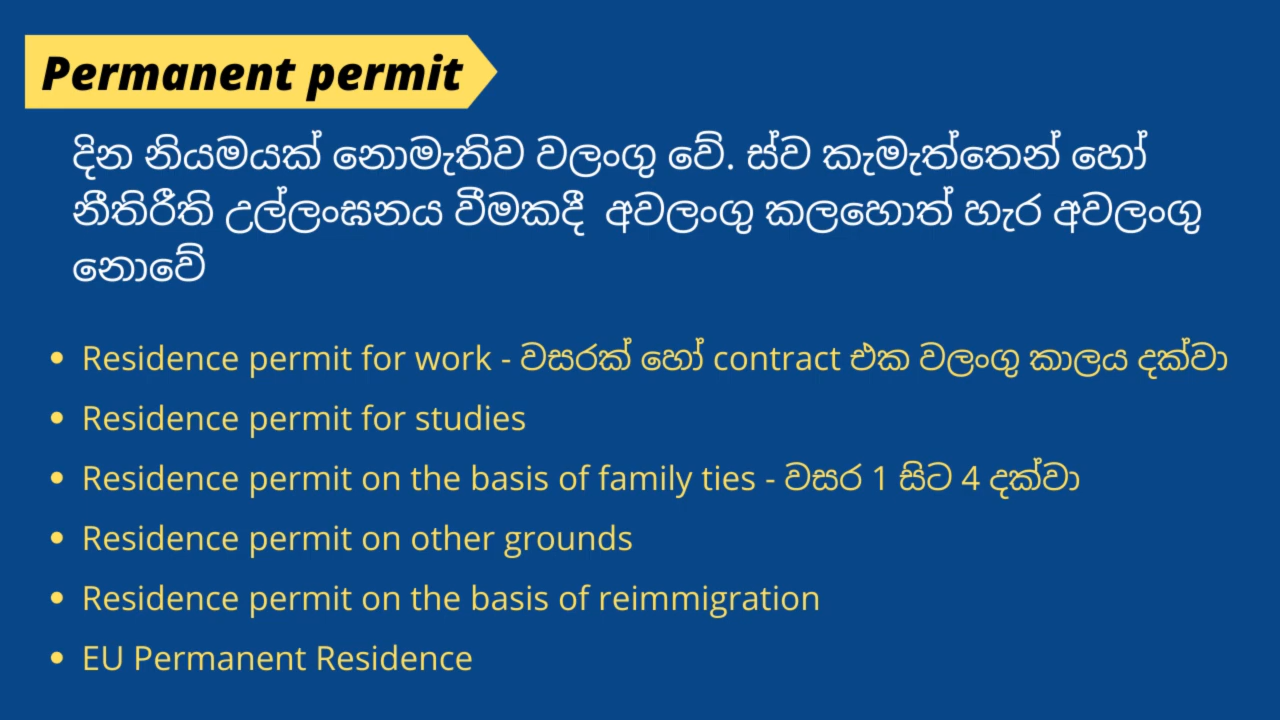 Permanent permit
දින නියමයක් නොමැතිව වලංගු වේ. ස්ව කැමැත්තෙන් හෝ
නීතිරීති උල්ලංඝනය වීමකදී අවලංගු කලහොත් හැර අවලංගු
නොවේ
• Residence permit for work - වසරක් හෝ contract එක වලංගු කාලය දක්වා
• Residence permit for studies
• Residence permit on the basis of family ties - වසර 1 සිට 4 දක්වා
• Residence permit on other grounds
• Residence permit on the basis of reimmigration
• EU Permanent Residence